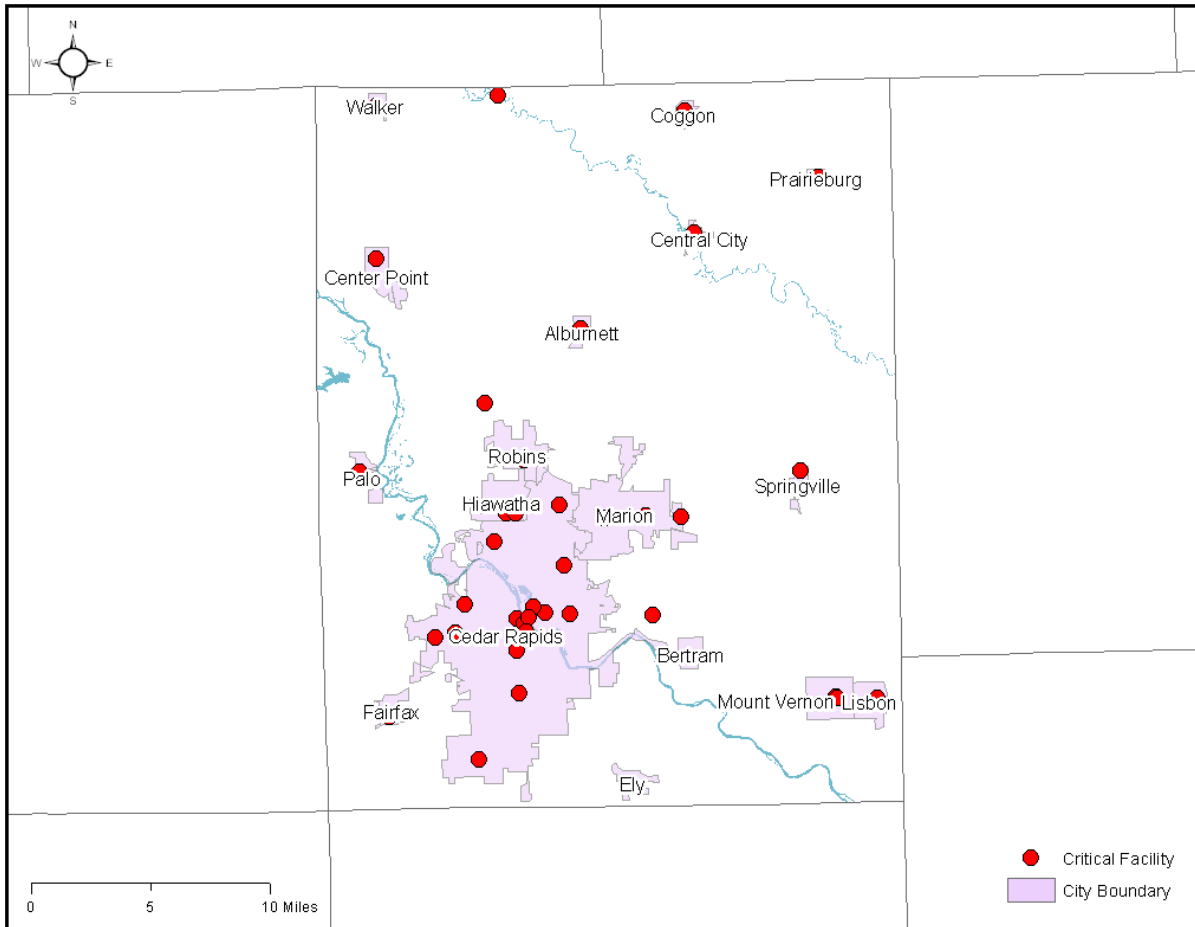 N
W E
S
Walker
Coggon
Prairieburg
Central City
Center Point
Alburnett
Robins
Palo
Springville
Hiawatha
Marion
Cedar Rapids
Bertram
Mount Vernon
Lisbon
Fairfax
Ely
Critical Facility
City Boundary
0 5 10 Miles